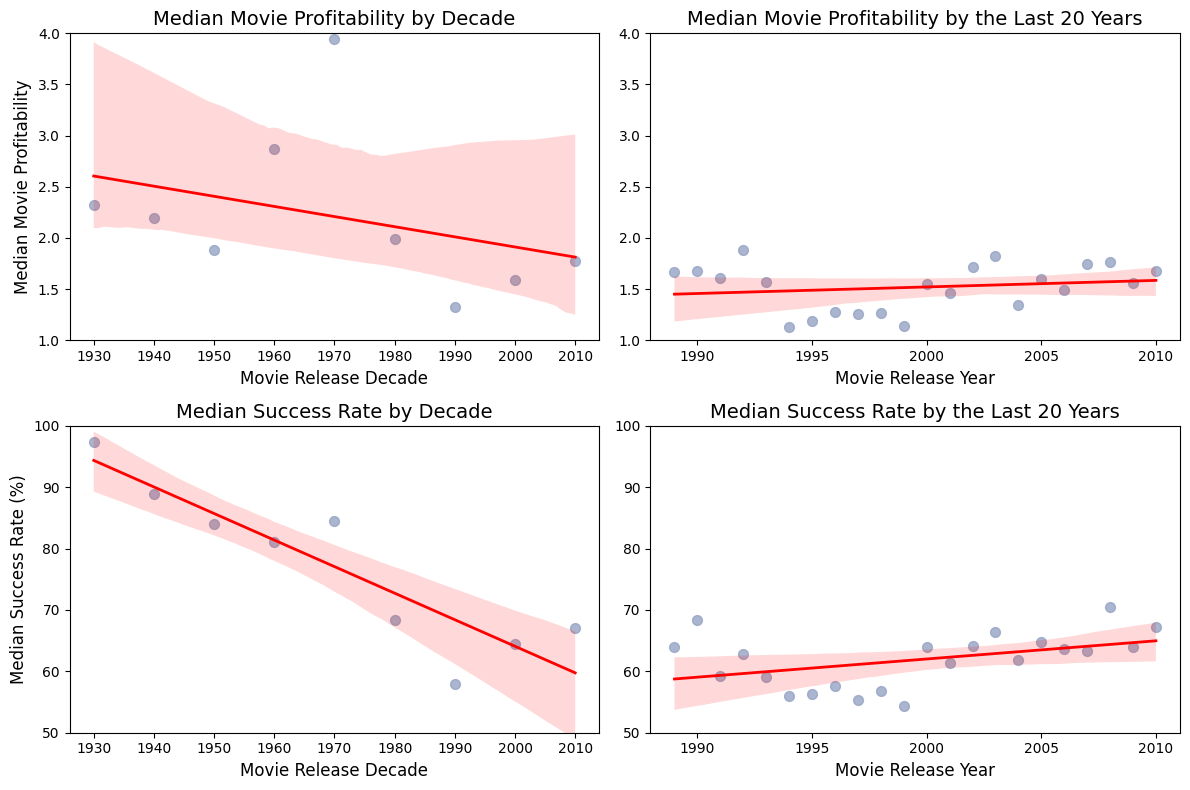 Median Movie Profitability by Decade
Median Movie Profitability
4.0
3.5
3.0
2.5
2.0
1.5
1.0
1930 1940 1950 1960 1970 1980 1990 2000 2010
Movie Release Decade
Median Movie Profitability by the Last 20 Years
4.0
3.5
3.0
2.5
2.0
1.5
1.0
1990 1995 2000 2005 2010
Movie Release Year
Median Success Rate by Decade
Median Success Rate (%)
100
90
80
70
60
50
1930 1940 1950 1960 1970 1980 1990 2000 2010
Movie Release Decade
Median Success Rate by the Last 20 Years
100
90
80
70
60
50
1990 1995 2000 2005 2010
Movie Release Year